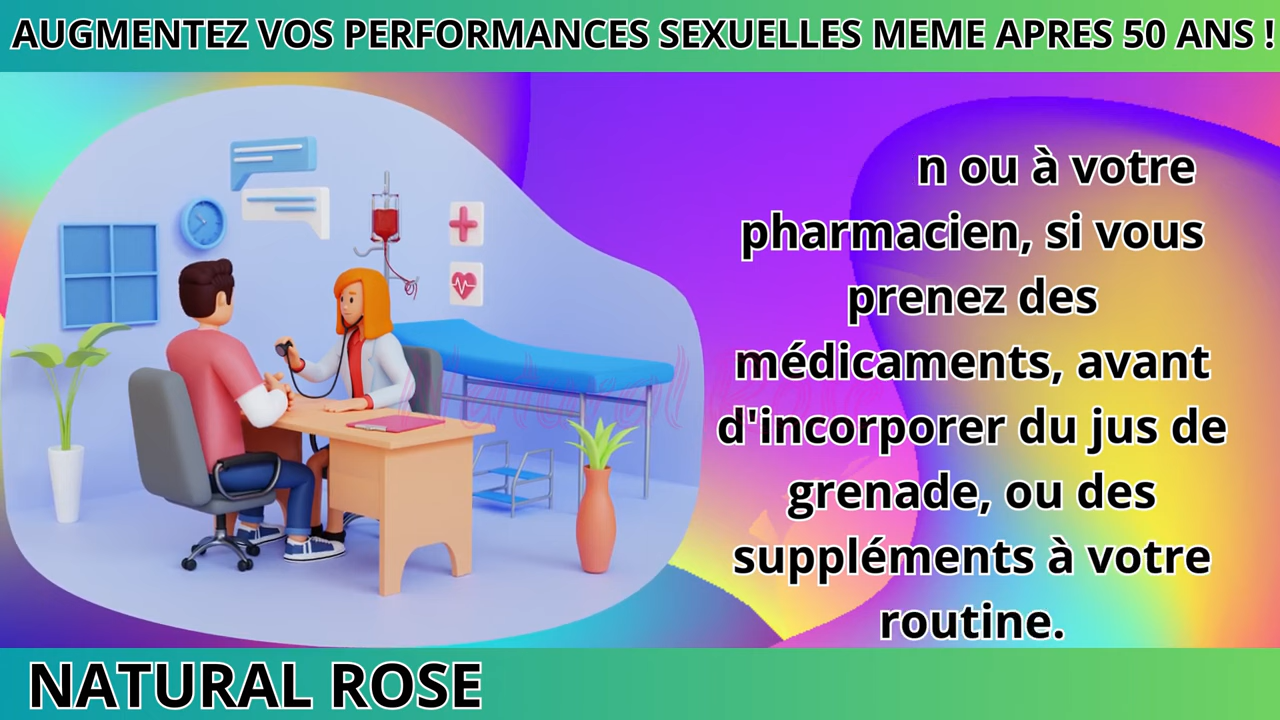 AUGMENTEZ VOS PERFORMANCES SEXUELLES MEME APRES 50 ANS !
n ou à votre
pharmacien, si vous
prenez des
médicaments, avant
d'incorporer du jus de
grenade, ou des
suppléments à votre
routine.
NATURAL ROSE